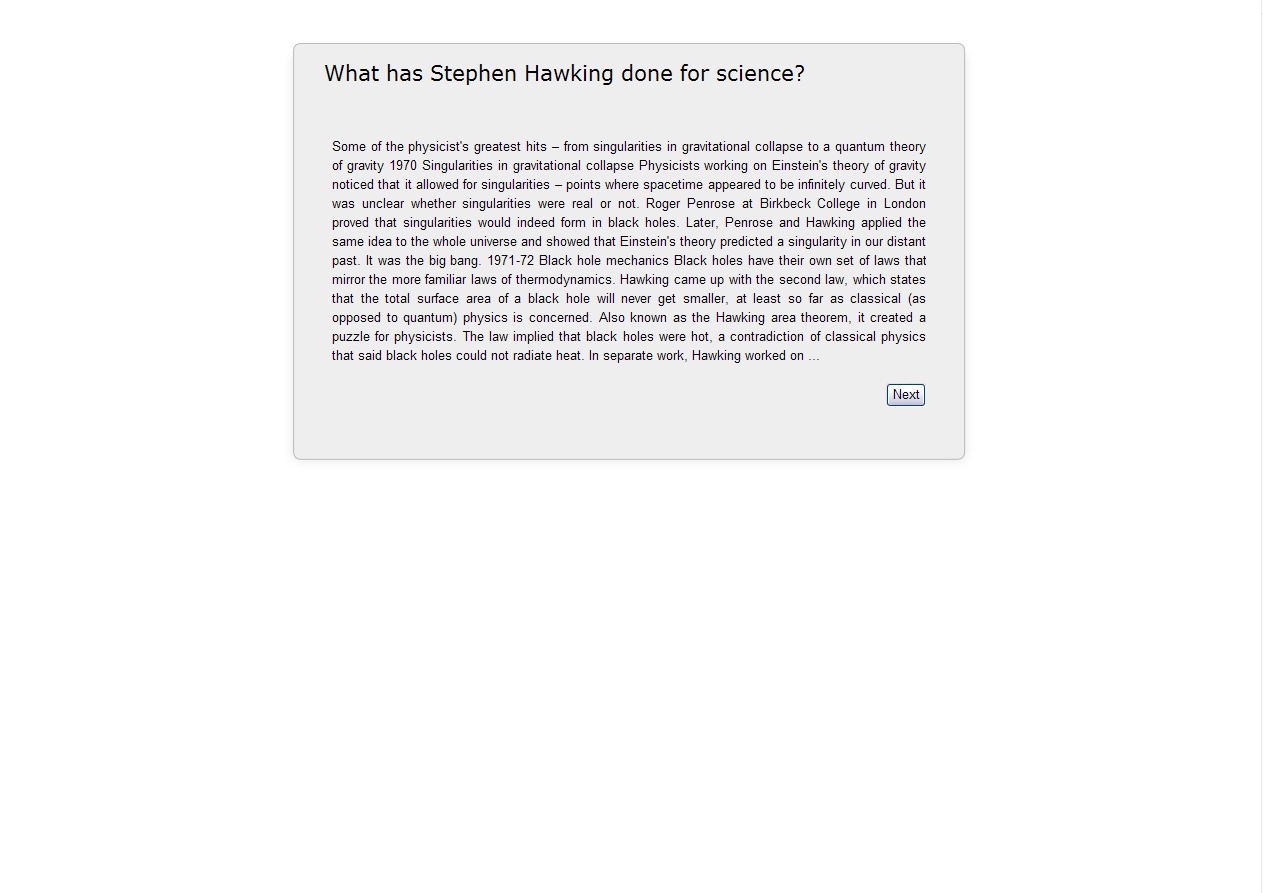 What has Stephen Hawking done for science?
Some of the physicist's greatest hits – from singularities in gravitational collapse to a quantum theory
of gravity 1970 Singularities in gravitational collapse Physicists working on Einstein's theory of gravity
noticed that it allowed for singularities – points where spacetime appeared to be infinitely curved. But it
was unclear whether singularities were real or not. Roger Penrose at Birkbeck College in London
proved that singularities would indeed form in black holes. Later, Penrose and Hawking applied the
same idea to the whole universe and showed that Einstein's theory predicted a singularity in our distant
past. It was the big bang. 1971-72 Black hole mechanics Black holes have their own set of laws that
mirror the more familiar laws of thermodynamics. Hawking came up with the second law, which states
that the total surface area of a black hole will never get smaller, at least so far as classical (as
opposed to quantum) physics is concerned. Also known as the Hawking area theorem, it created a
puzzle for physicists. The law implied that black holes were hot, a contradiction of classical physics
that said black holes could not radiate heat. In separate work, Hawking worked on ...
Next